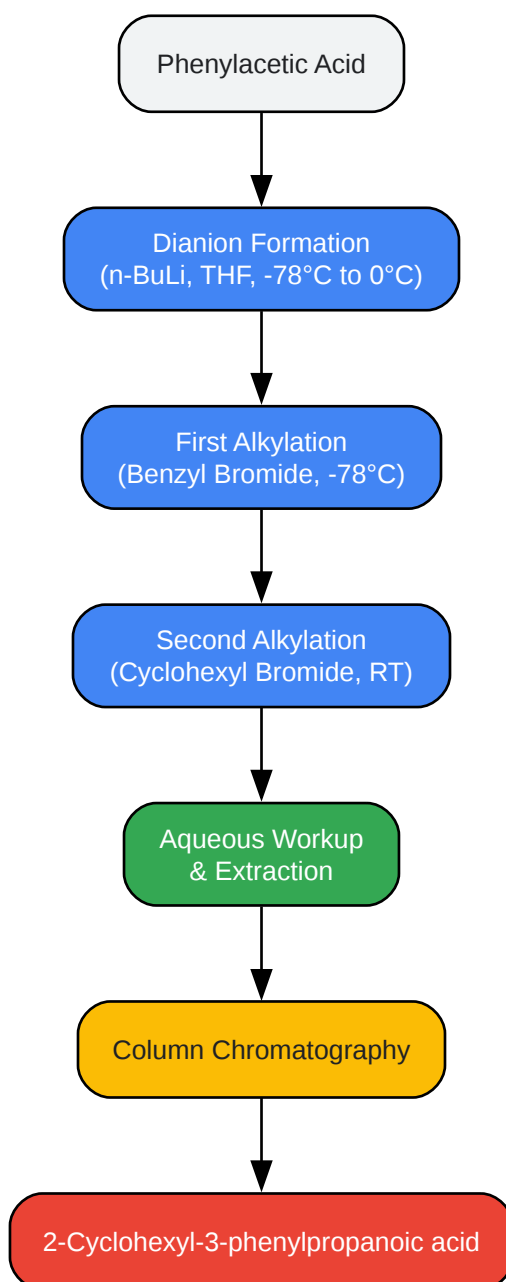 Phenylacetic Acid
Dianion Formation
(n-BuLi, THF, -78°C to 0°C)
First Alkylation
(Benzyl Bromide, -78°C)
Second Alkylation
(Cyclohexyl Bromide, RT)
Aqueous Workup
& Extraction
Column Chromatography
2-Cyclohexyl-3-phenylpropanoic acid